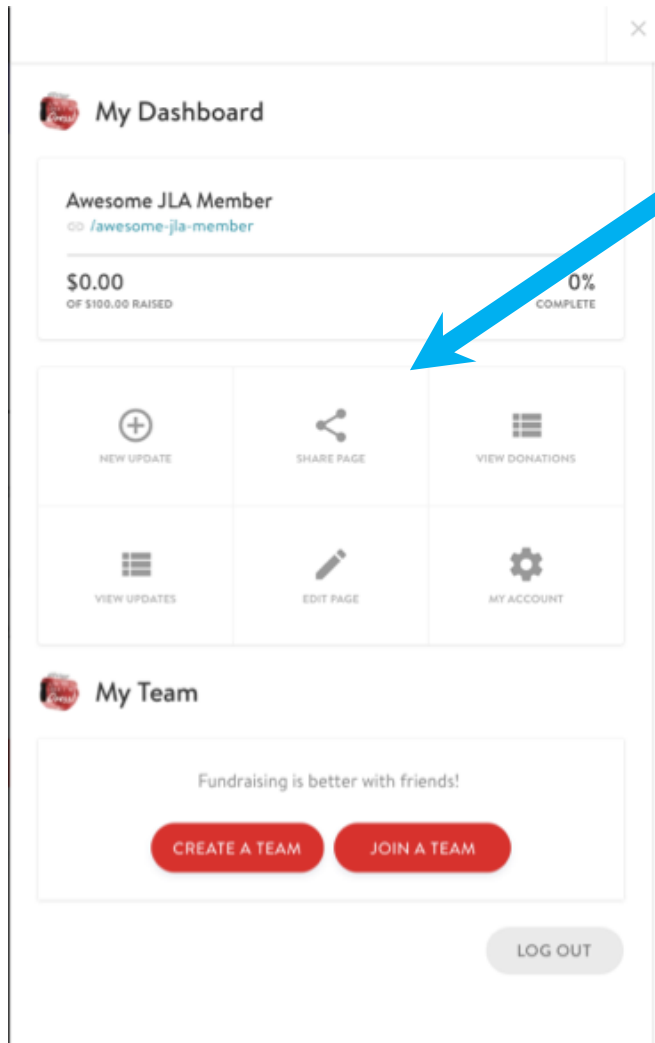 My Dashboard
Awesome JLA Member
/awesome-jla-member
$0.00 0%
OF $100.00 RAISED COMPLETE
NEW UPDATE SHARE PAGE VIEW DONATIONS
VIEW UPDATES EDIT PAGE MY ACCOUNT
My Team
Fundraising is better with friends!
CREATE A TEAM JOIN A TEAM
LOG OUT